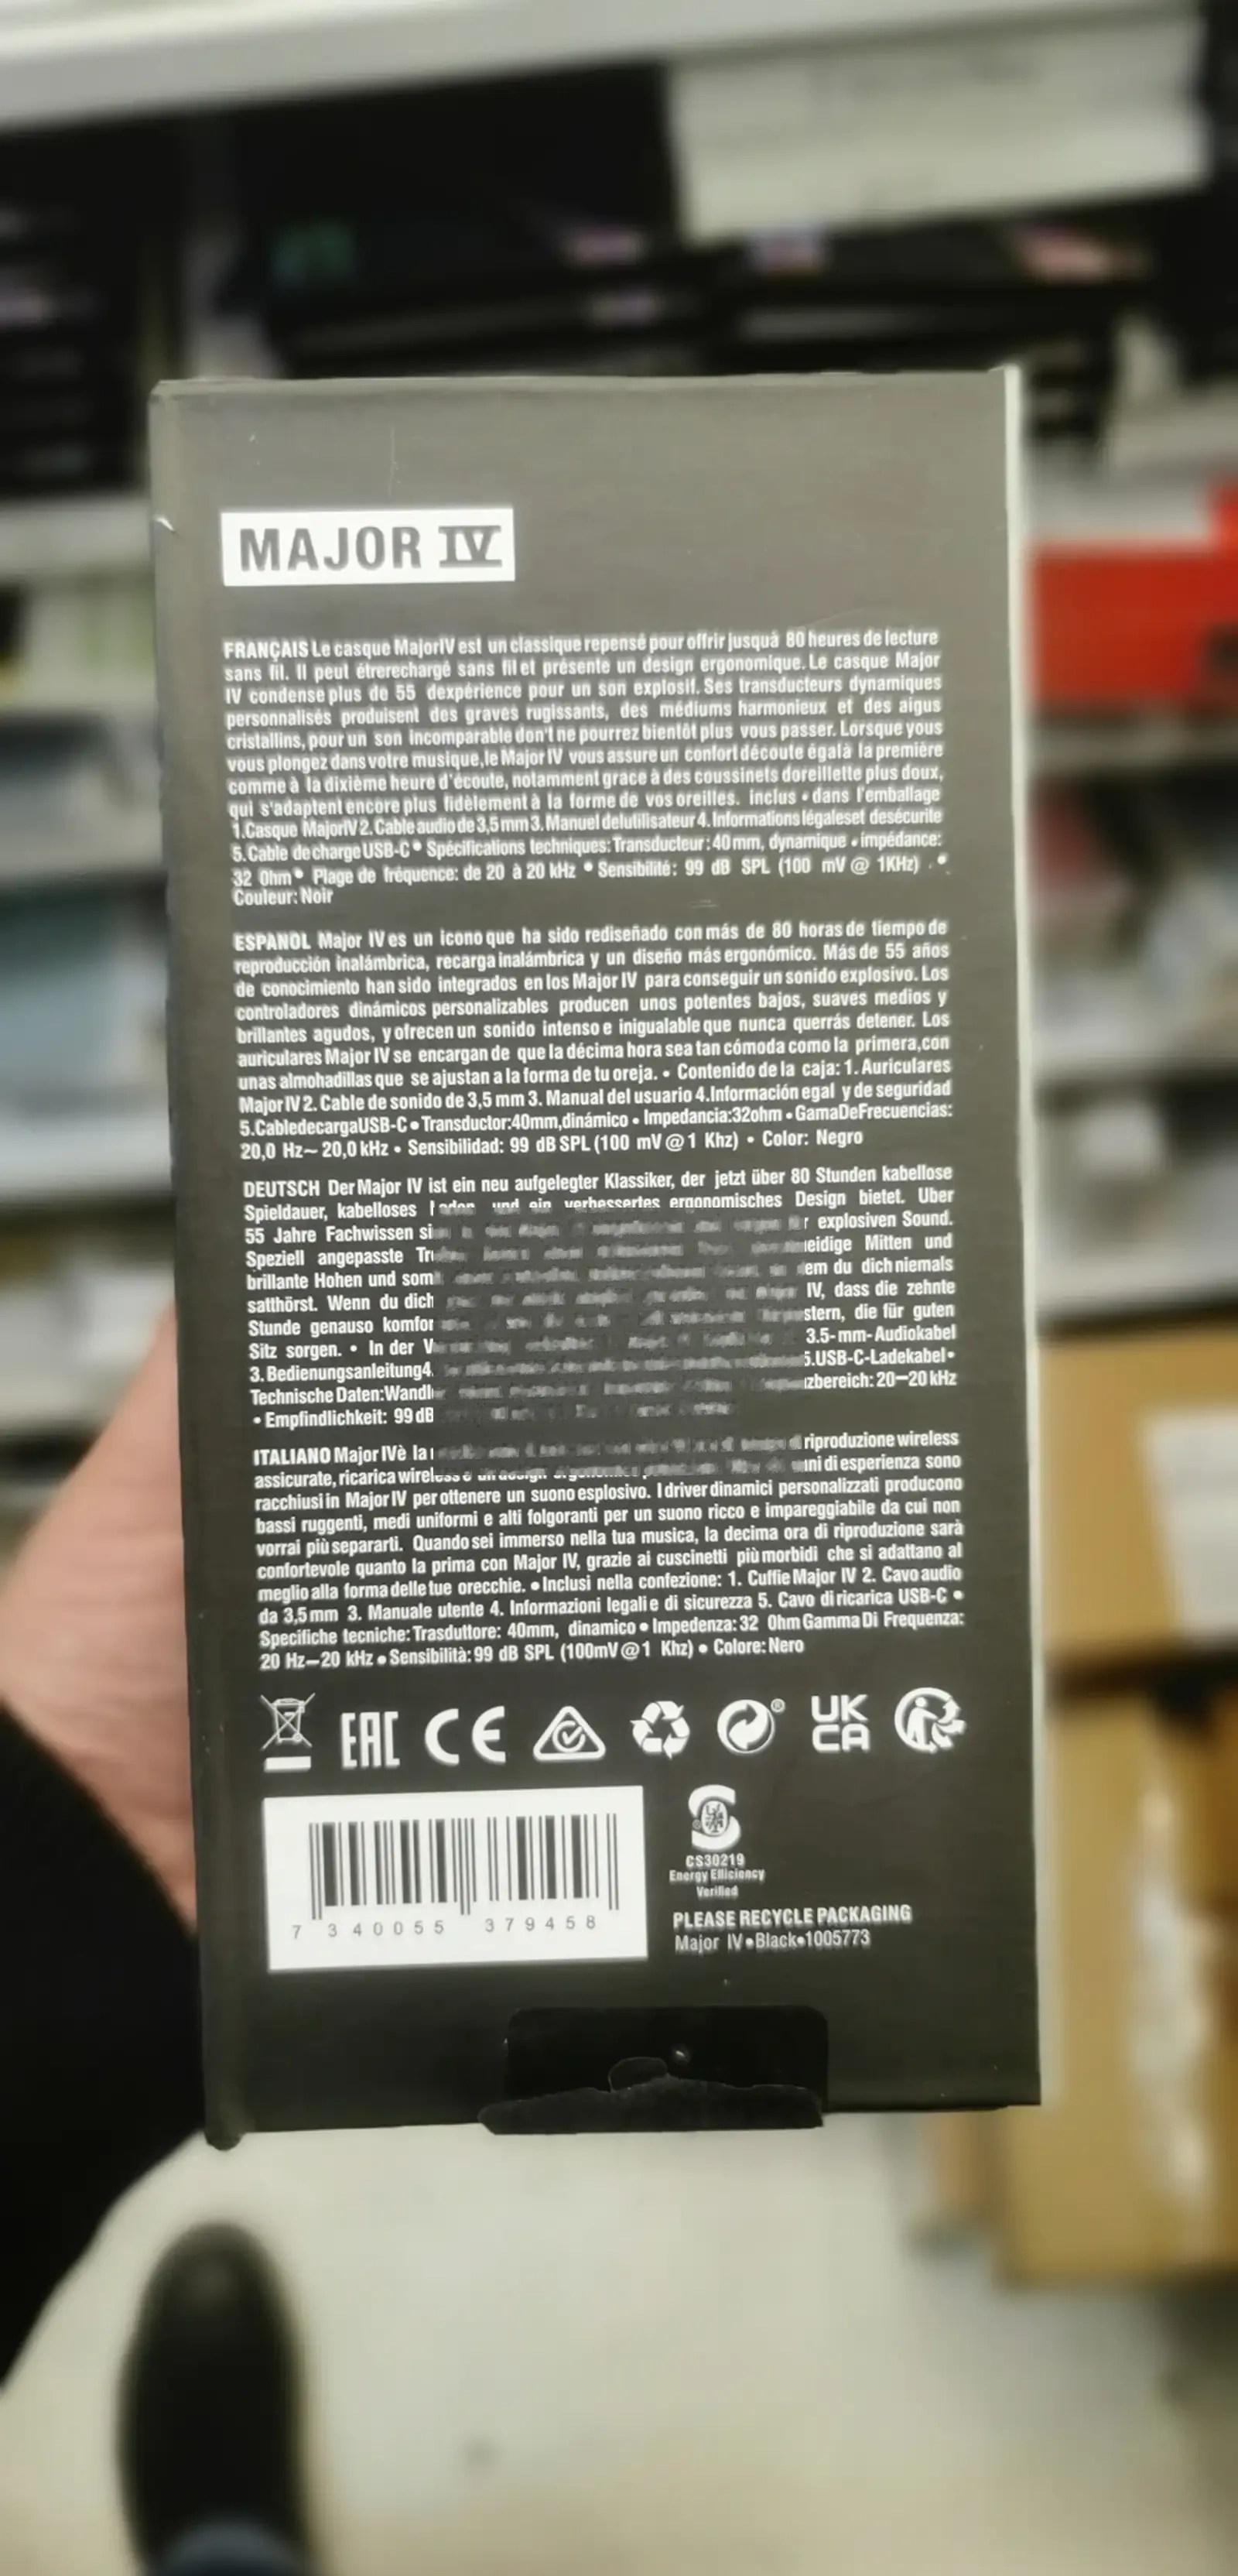 MAJOR IV
FRANÇAIS Le casque MajorIV est un classique repensé pour offrir jusquà 80 heures de lecture
sans fil. Il peut étrerechargé sans fil et présente un design ergonomique. Le casque Major
IV condense plus de 55 dexpérience pour un son explosif. Ses transducteurs dynamiques
personnalisés produisent des graves rugissants, des médiums harmonieux et des aigus
cristallins, pour un son incomparable don't ne pourrez bientôt plus vous passer. Lorsque vous
vous plongez dans votre musique,le Major IV vous assure un confort découte égalà la première
comme à la dixième heure d'écoute, notamment grace à des coussinets doreillette plus doux,
qui s'adaptent encore plus fidèlement à la forme de vos oreilles. inclus • dans l'emballage
1.Casque MajorIV 2. Cable audio de 3,5 mm 3. Manuel delutilisateur 4. Informations légaleset desécurite
5. Cable de charge USB-C • Spécifications techniques: Transducteur: 40 mm, dynamique • impédance:
32 Ohm • Plage de fréquence: de 20 à 20 kHz • Sensibilité: 99 dB SPL (100 mV @ 1KHz) •
Couleur: Noir
ESPANOL Major IV es un icono que ha sido rediseñado con más de 80 horas de tiempo de
reproducción inalámbrica, recarga inalámbrica y un diseño más ergonómico. Más de 55 años
de conocimiento han sido integrados en los Major IV para conseguir un sonido explosivo. Los
controladores dinámicos personalizables producen unos potentes bajos, suaves medios y
brillantes agudos, y ofrecen un sonido intenso e inigualable que nunca querrás detener. Los
auriculares Major IV se encargan de que la décima hora sea tan cómoda como la primera,con
unas almohadillas que se ajustan a la forma de tu oreja. • Contenido de la caja: 1. Auriculares
Major IV 2. Cable de sonido de 3,5 mm 3. Manual del usuario 4.Información egal y de seguridad
5.CabledecargaUSB-C • Transductor:40mm,dinámico • Impedancia:32ohm • GamaDeFrecuencias:
20,0 Hz~ 20,0 kHz • Sensibilidad: 99 dB SPL (100 mV @ 1 Khz) • Color: Negro
DEUTSCH Der Major IV ist ein neu aufgelegter Klassiker, der jetzt über 80 Stunden kabellose
Spieldauer, kabelloses und ein verbessertes ergonomisches Design bietet. Uber
55 Jahre Fachwissen explosiven Sound.
Speziell angepasste Mitten und
brillante Hohen und du dich niemals
satthörst. Wenn du dich IV, dass die zehnte
Stunde genauso die für guten
Sitz sorgen. • In der 3.5-mm-Audiokabel
3. Bedienungsanleitung4. 5.USB-C-Ladekabel •
Technische Daten: 20–20 kHz
• Empfindlichkeit: 99 dB
ITALIANO Major IVè la riproduzione wireless
assicurate, ricarica di esperienza sono
racchiusi in Major IV per ottenere un suono esplosivo. I driver dinamici personalizzati producono
bassi ruggenti, medi uniformi e alti folgoranti per un suono ricco e impareggiabile da cui non
vorrai più separarti. Quando sei immerso nella tua musica, la decima ora di riproduzione sarà
confortevole quanto la prima con Major IV, grazie ai cuscinetti più morbidi che si adattano al
meglio alla forma delle tue orecchie. • Inclusi nella confezione: 1. Cuffie Major IV 2. Cavo audio
da 3,5 mm 3. Manuale utente 4. Informazioni legali e di sicurezza 5. Cavo di ricarica USB-C •
Specifiche tecniche: Trasduttore: 40mm, dinamico • Impedenza: 32 Ohm Gamma Di Frequenza:
20 Hz–20 kHz • Sensibilità: 99 dB SPL (100mV @ 1 Khz) • Colore: Nero
EAC CE UK CA
7 340055 379458
CS30219
Energy Efficiency
Verified
PLEASE RECYCLE PACKAGING
Major IV • Black • 1005773